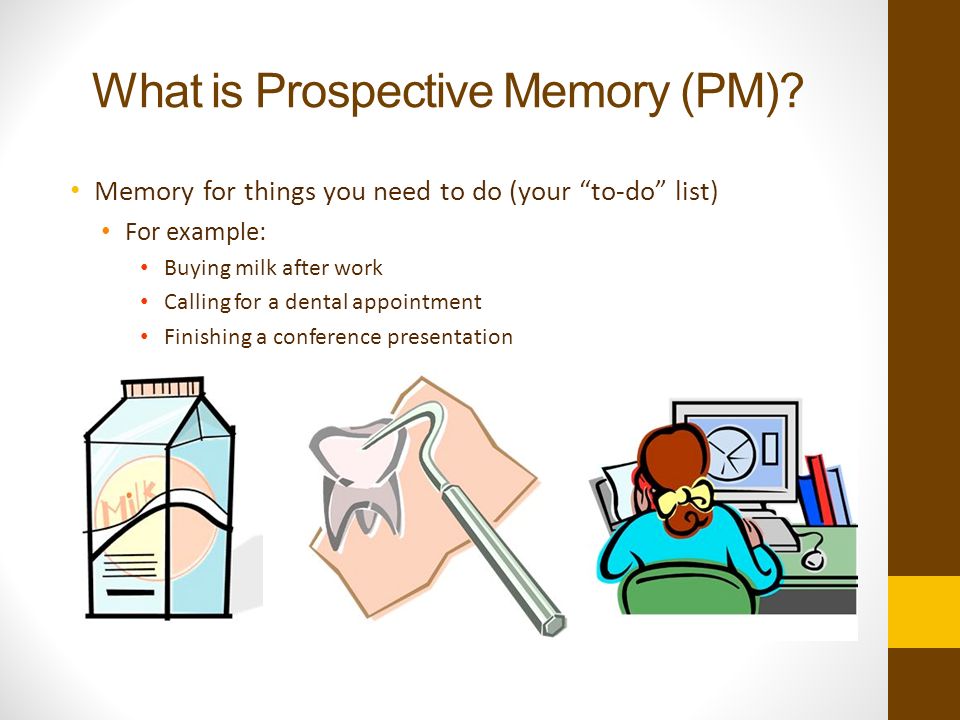 What is Prospective Memory (PM)?
• Memory for things you need to do (your “to-do” list)
• For example:
• Buying milk after work
• Calling for a dental appointment
• Finishing a conference presentation
Milk